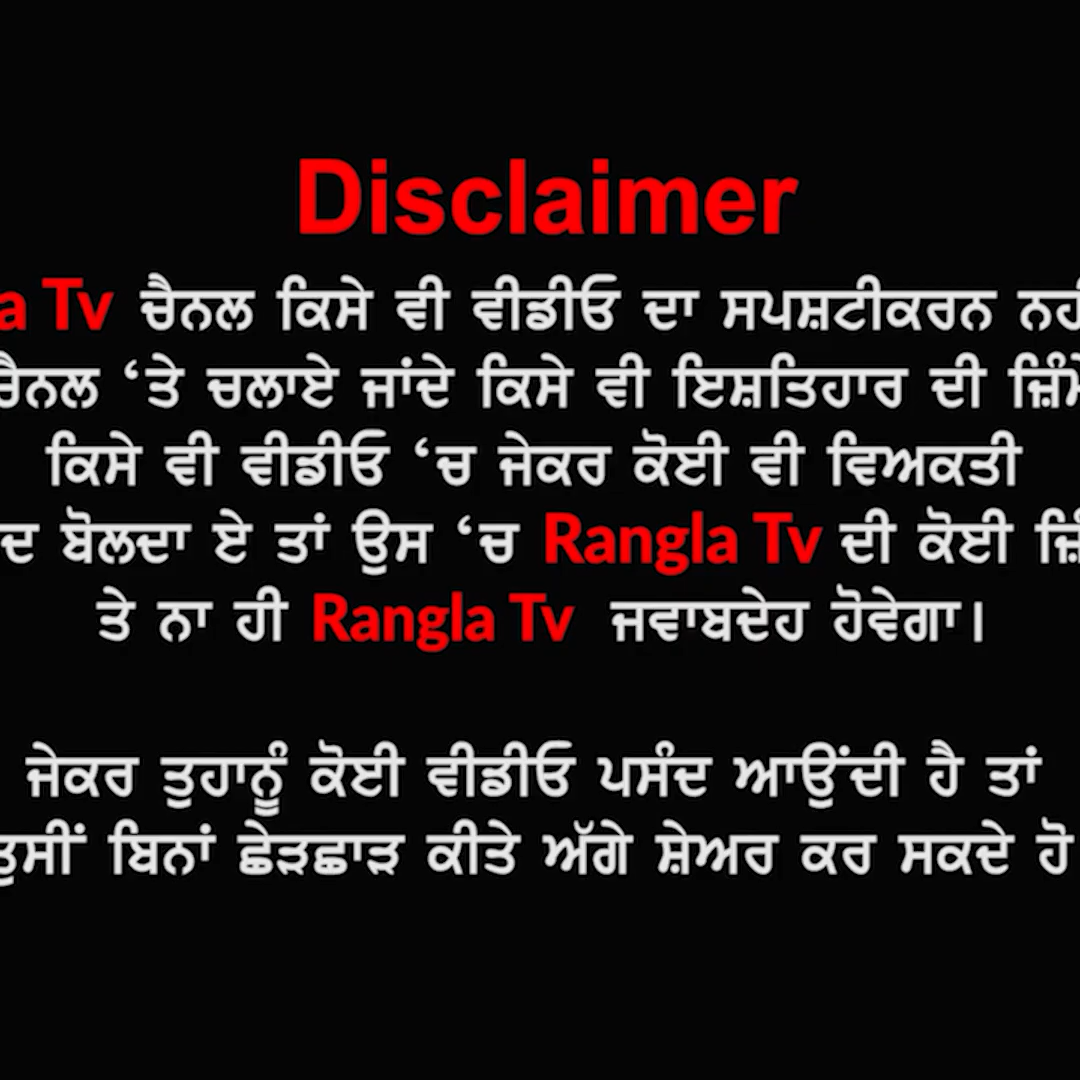 Disclaimer
a Tv ਚੈਨਲ ਕਿਸੇ ਵੀ ਵੀਡੀਓ ਦਾ ਸਪਸ਼ਟੀਕਰਨ
ਚੈਨਲ ‘ਤੇ ਚਲਾਏ ਜਾਂਦੇ ਕਿਸੇ ਵੀ ਇਸ਼ਤਿਹਾਰ ਦੀ
ਕਿਸੇ ਵੀ ਵੀਡੀਓ ‘ਚ ਜੇਕਰ ਕੋਈ ਵੀ ਵਿਅਕਤੀ
ਦ ਬੋਲਦਾ ਏ ਤਾਂ ਉਸ ‘ਚ Rangla Tv ਦੀ ਕੋਈ
ਤੇ ਨਾ ਹੀ Rangla Tv ਜਵਾਬਦੇਹ ਹੋਵੇਗਾ।
ਜੇਕਰ ਤੁਹਾਨੂੰ ਕੋਈ ਵੀਡੀਓ ਪਸੰਦ ਆਉਂਦੀ ਹੈ ਤਾਂ
ਤੁਸੀਂ ਬਿਨਾਂ ਛੇੜਛਾੜ ਕੀਤੇ ਅੱਗੇ ਸ਼ੇਅਰ ਕਰ ਸਕਦੇ ਹੋ